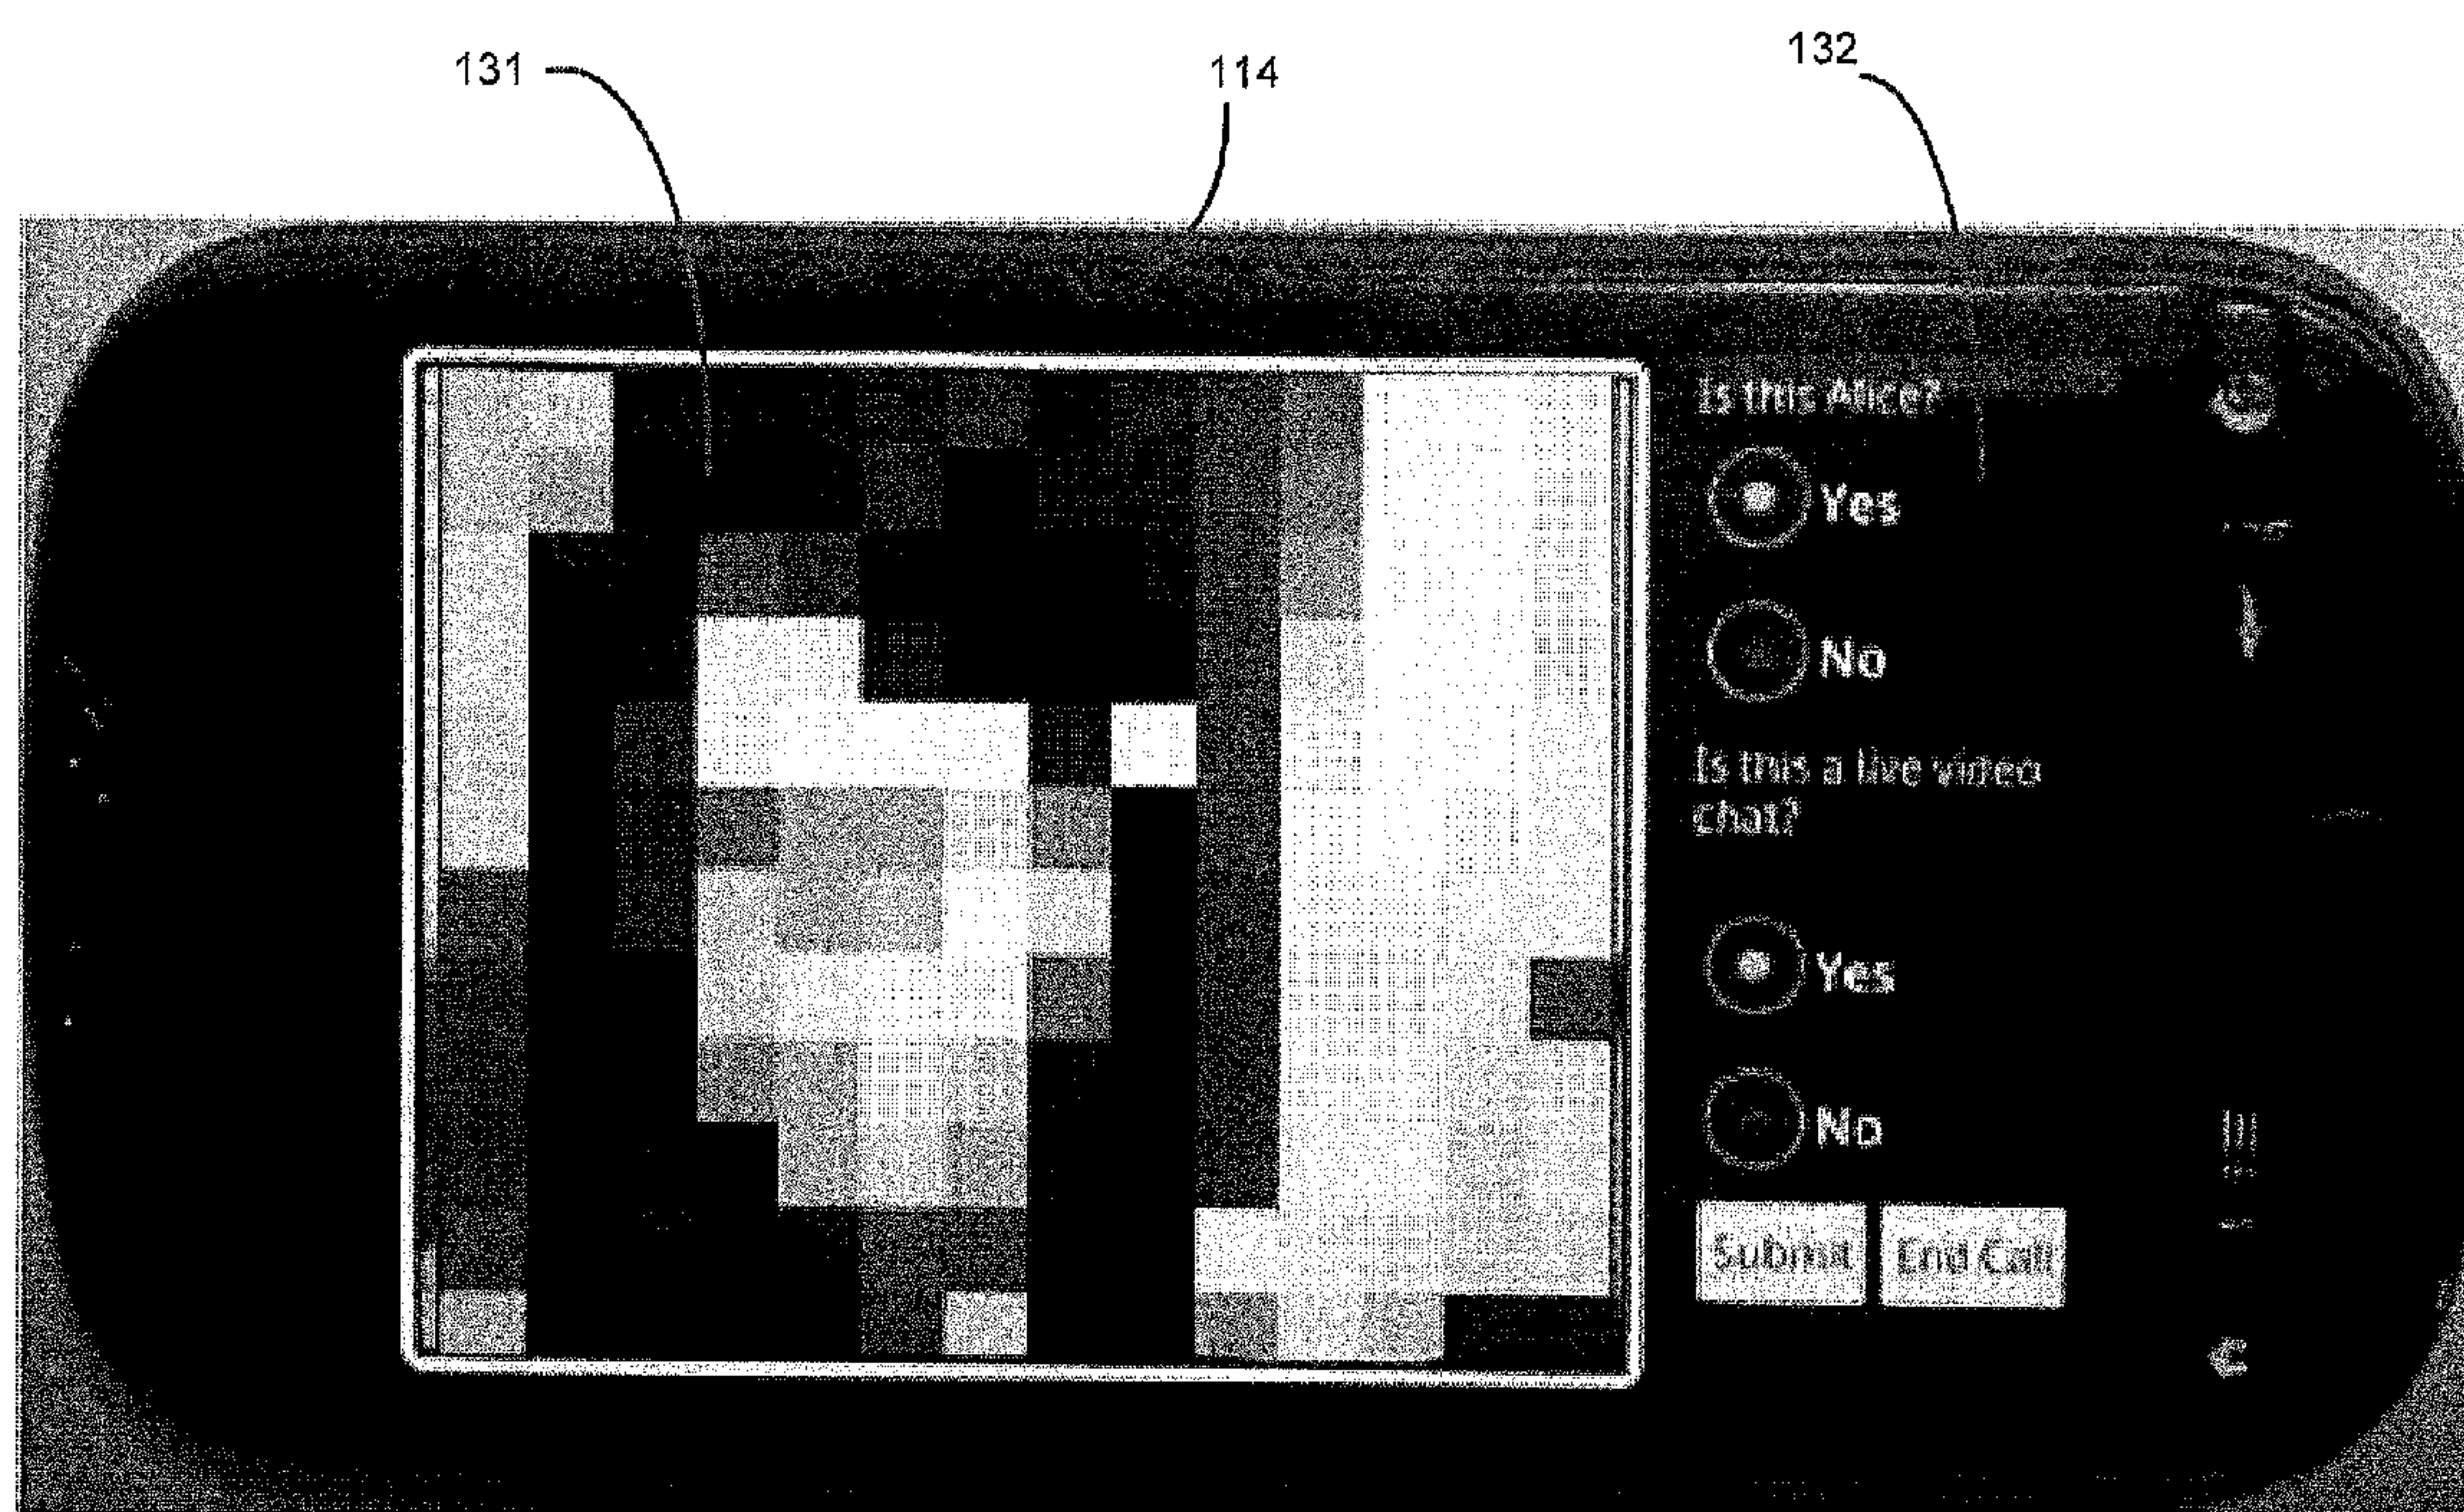 131
114
132
Is this Alice?
Yes
No
Is this a live video
chat?
Yes
No
Submit
End Call